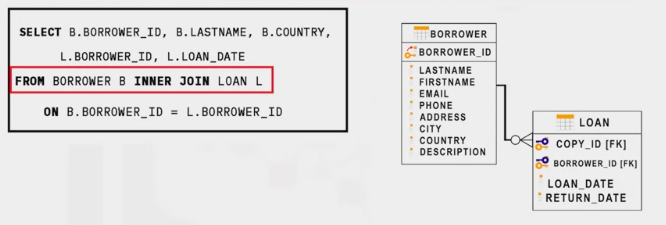 SELECT B.BORROWER_ID, B.LASTNAME, B.COUNTRY,
L.BORROWER_ID, L.LOAN_DATE
FROM BORROWER B INNER JOIN LOAN L
ON B.BORROWER_ID = L.BORROWER_ID
BORROWER
BORROWER_ID
LASTNAME
FIRSTNAME
EMAIL
PHONE
ADDRESS
CITY
COUNTRY
DESCRIPTION
LOAN
COPY_ID [FK]
BORROWER_ID [FK]
LOAN_DATE
RETURN_DATE